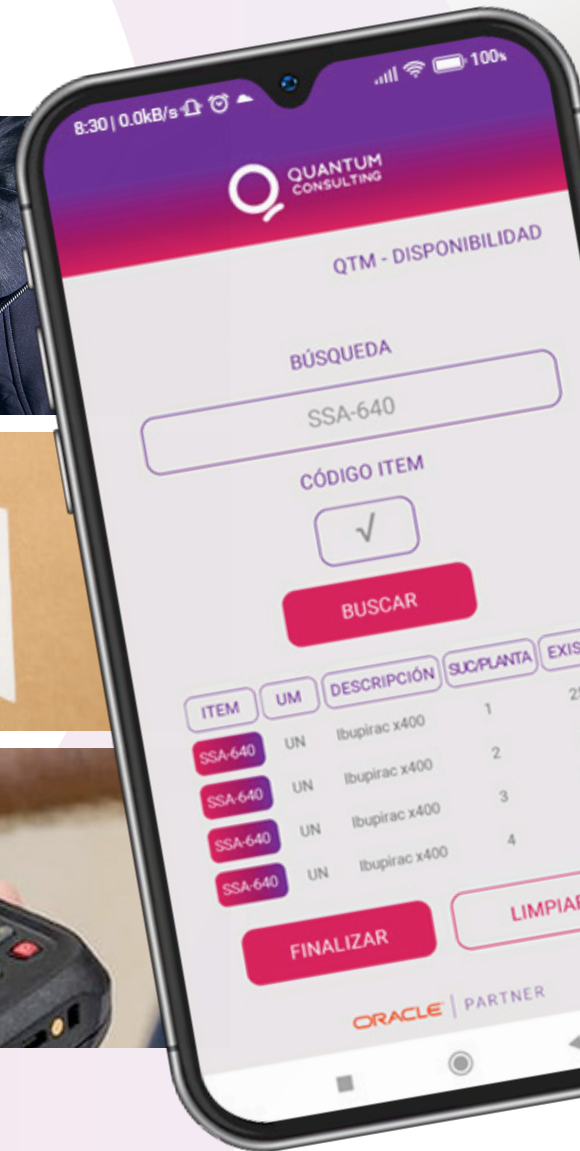 8:30 | 0.0kB/s 100%
QUANTUM
CONSULTING
QTM - DISPONIBILIDAD
BÚSQUEDA
SSA-640
CÓDIGO ITEM
√
BUSCAR
ITEM UM DESCRIPCIÓN SUC/PLANTA EXIS
SSA-640 UN Ibupirac x400 1
SSA-640 UN Ibupirac x400 2
SSA-640 UN Ibupirac x400 3
SSA-640 UN Ibupirac x400 4
FINALIZAR LIMPIAR
ORACLE | PARTNER